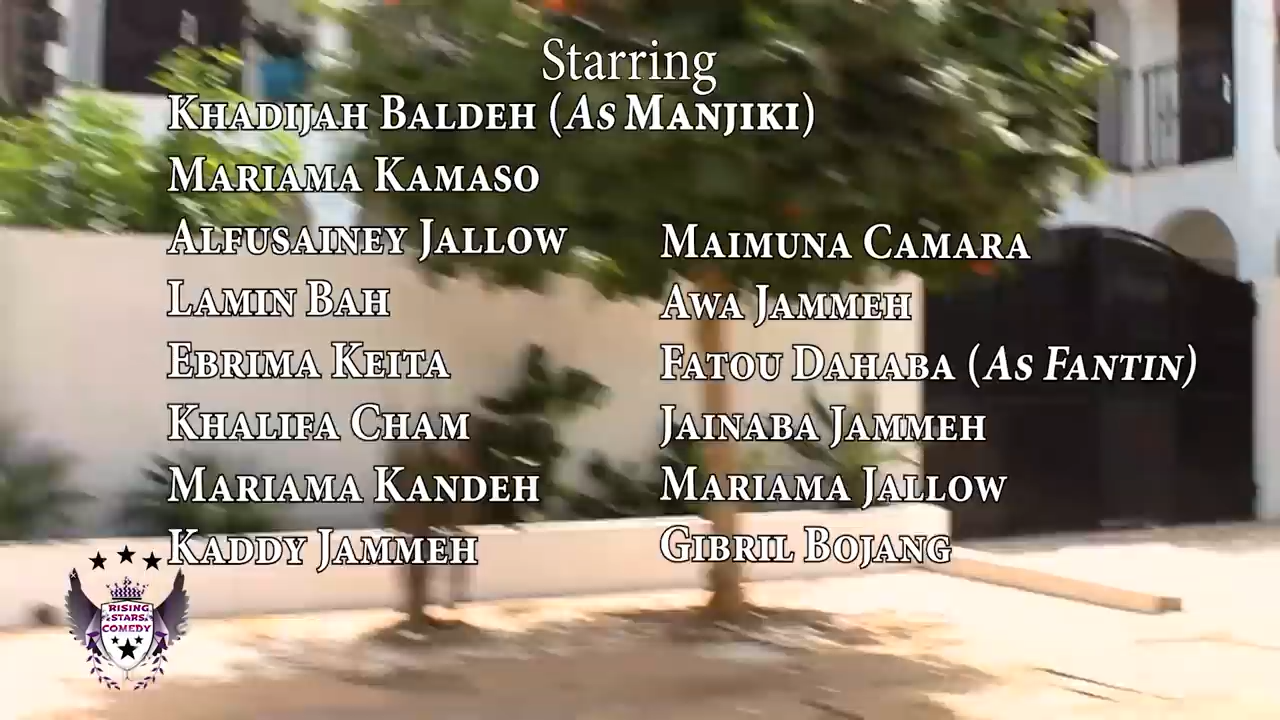 Starring
KHADIJAH BALDEH (AS MANJIKI)
MARIAMA KAMASO
ALFUSAINEY JALLOW
LAMIN BAH
EBRIMA KEITA
KHALIFA CHAM
MARIAMA KANDEH
KADDY JAMMEH
MAIMUNA CAMARA
AWA JAMMEH
FATOU DAHABA (AS FANTIN)
JAINABA JAMMEH
MARIAMA JALLOW
GIBRIL BOJANG
RISING
STARS
COMEDY